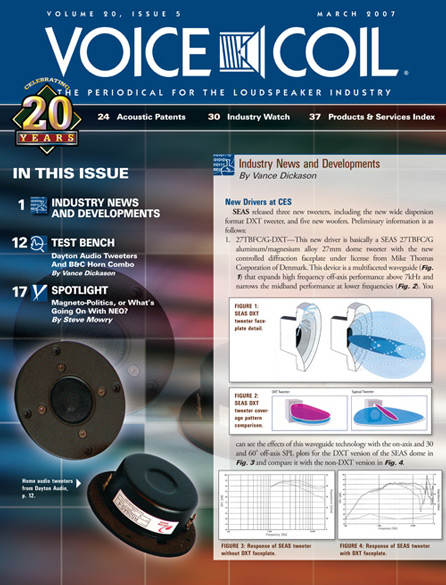 VOLUME 20, ISSUE 5
MARCH 2007
VOICE COIL®
CELEBRATING
20
YEARS
THE PERIODICAL FOR THE LOUDSPEAKER INDUSTRY
24 Acoustic Patents
30 Industry Watch
37 Products & Services Index
IN THIS ISSUE
1 INDUSTRY NEWS
AND DEVELOPMENTS
12 TEST BENCH
Dayton Audio Tweeters
And B&C Horn Combo
By Vance Dickason
17 SPOTLIGHT
Magneto-Politics, or What's
Going On With NEO?
By Steve Mowry
Home audio tweeters
from Dayton Audio,
p. 12.
Industry News and Developments
By Vance Dickason
New Drivers at CES
SEAS released three new tweeters, including the new wide dispersion
format DXT tweeter, and five new woofers. Preliminary information is as
follows:
1. 27TBFC/G-DXT—This new driver is basically a SEAS 27TBFC/G
aluminum/magnesium alloy 27mm dome tweeter with the new
controlled diffraction faceplate under license from Mike Thomas
Corporation of Denmark. This device is a multifaceted waveguide (Fig.
1) that expands high frequency off-axis performance above 7kHz and
narrows the midband performance at lower frequencies (Fig. 2). You
FIGURE 1:
SEAS DXT
tweeter face-
plate detail.
FIGURE 2:
SEAS DXT
tweeter cover-
age pattern
comparison.
DXT Tweeter
Typical Tweeter
can see the effects of this waveguide technology with the on-axis and 30
and 60° off-axis SPL plots for the DXT version of the SEAS dome in
Fig. 3 and compare it with the non-DXT version in Fig. 4.
FIGURE 3: Response of SEAS tweeter
without DXT faceplate.
FIGURE 4: Response of SEAS tweeter
with DXT faceplate.